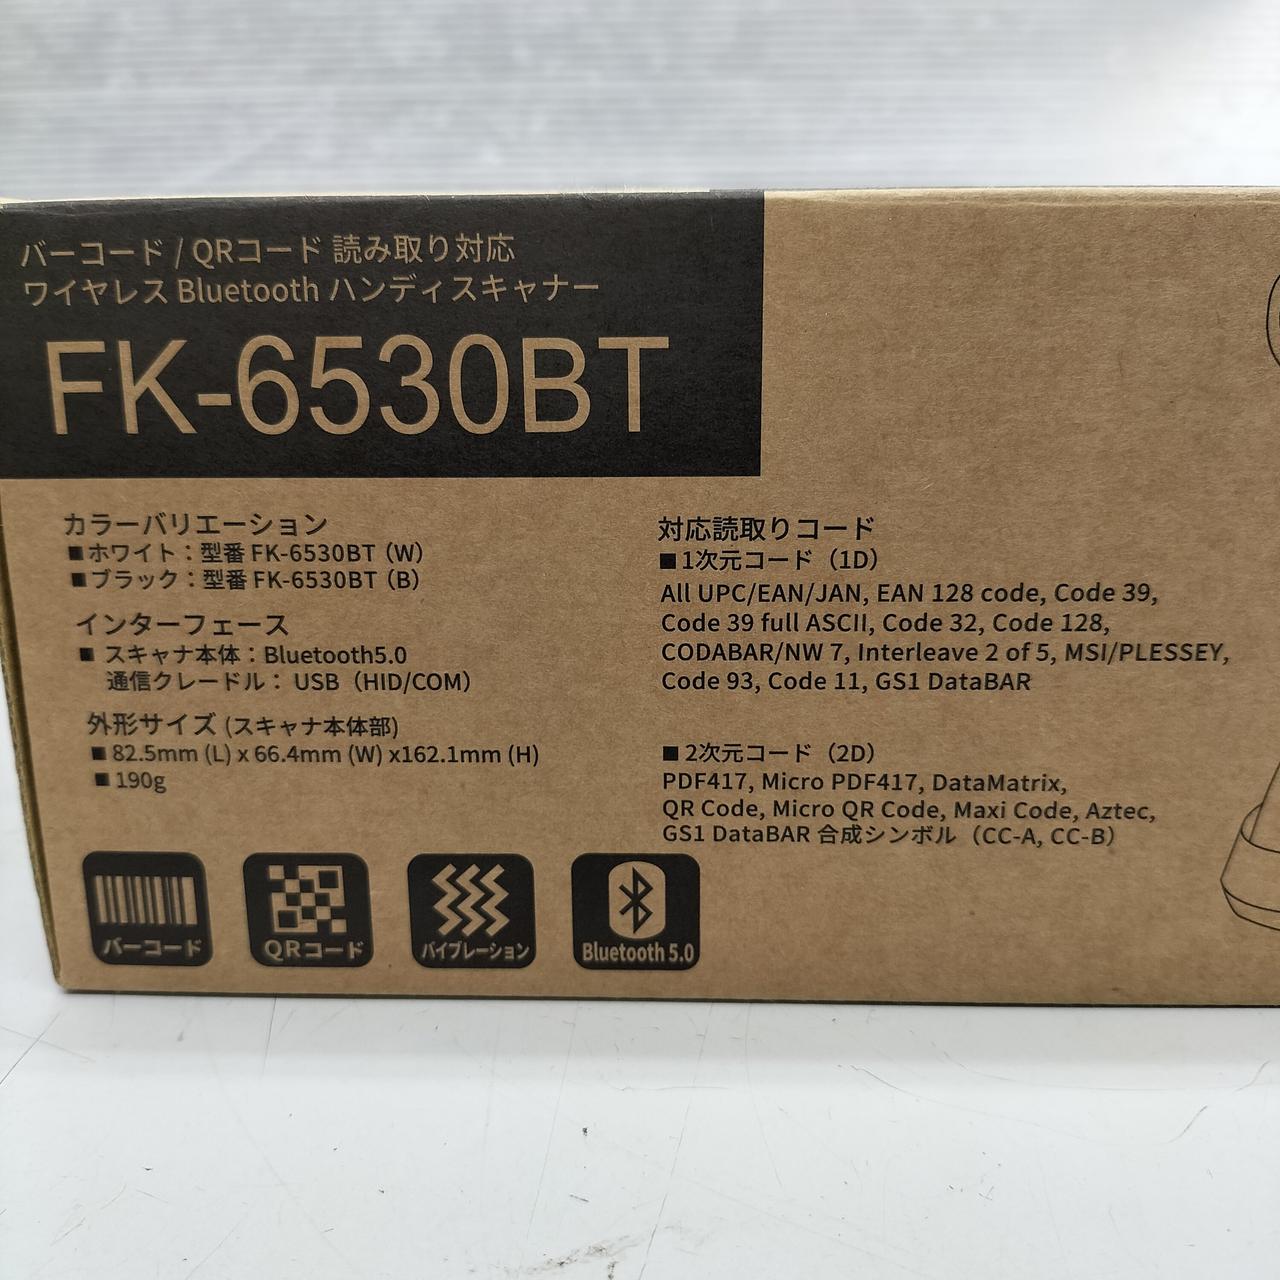 バーコード / QRコード 読み取り対応
ワイヤレス Bluetooth ハンディスキャナー
FK-6530BT
カラーバリエーション
■ホワイト：型番 FK-6530BT（W）
■ブラック：型番 FK-6530BT（B）
インターフェース
■ スキャナ本体：Bluetooth5.0
通信クレードル： USB（HID/COM）
外形サイズ (スキャナ本体部)
■ 82.5mm (L) x 66.4mm (W) x162.1mm (H)
■ 190g
対応読取りコード
■ 1次元コード（1D）
All UPC/EAN/JAN, EAN 128 code, Code 39,
Code 39 full ASCII, Code 32, Code 128,
CODABAR/NW 7, Interleave 2 of 5, MSI/PLESSEY,
Code 93, Code 11, GS1 DataBAR
■ 2次元コード（2D）
PDF417, Micro PDF417, DataMatrix,
QR Code, Micro QR Code, Maxi Code, Aztec,
GS1 DataBAR 合成シンボル（CC-A, CC-B）
バーコード
QRコード
バイブレーション
Bluetooth 5.0